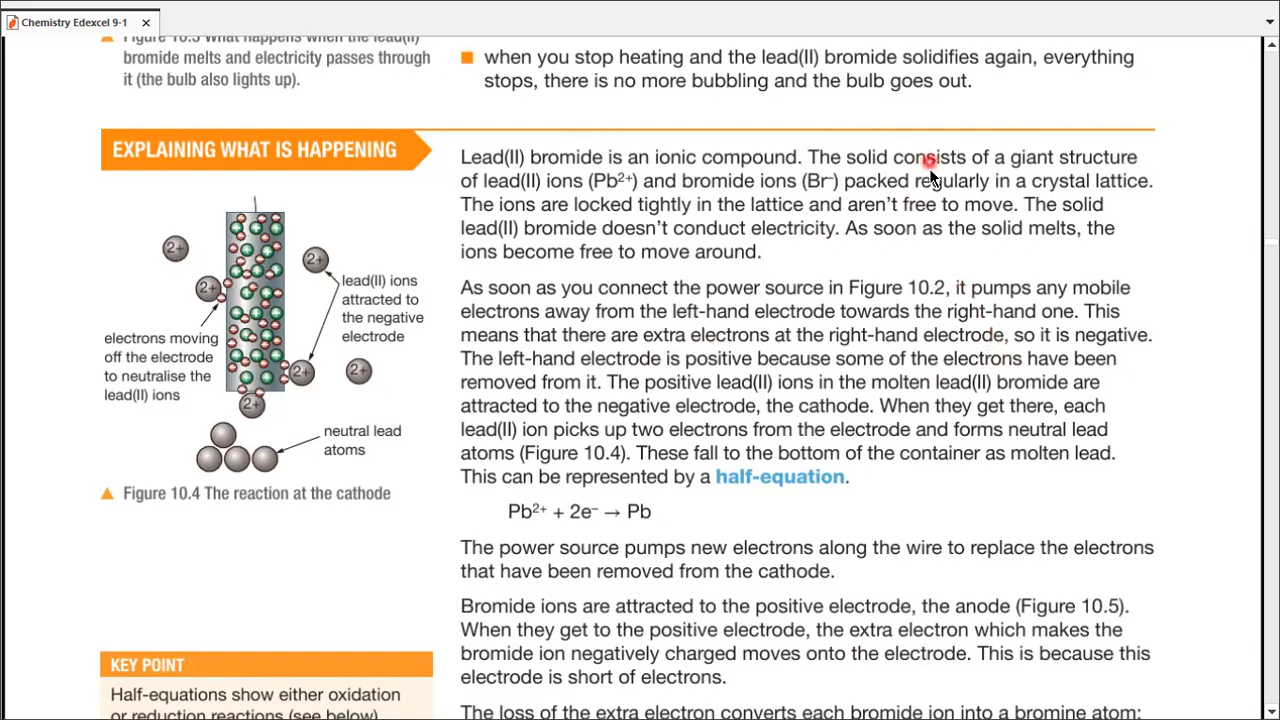 Chemistry Edexcel 9-1
Figure 10.3 What happens when the lead(II)
bromide melts and electricity passes through
it (the bulb also lights up).
when you stop heating and the lead(II) bromide solidifies again, everything
stops, there is no more bubbling and the bulb goes out.
EXPLAINING WHAT IS HAPPENING
2+
2+
2+
2+
2+
2+
lead(II) ions
attracted to
the negative
electrode
electrons moving
off the electrode
to neutralise the
lead(II) ions
neutral lead
atoms
Figure 10.4 The reaction at the cathode
Lead(II) bromide is an ionic compound. The solid consists of a giant structure
of lead(II) ions (Pb²⁺) and bromide ions (Br⁻) packed regularly in a crystal lattice.
The ions are locked tightly in the lattice and aren't free to move. The solid
lead(II) bromide doesn't conduct electricity. As soon as the solid melts, the
ions become free to move around.
As soon as you connect the power source in Figure 10.2, it pumps any mobile
electrons away from the left-hand electrode towards the right-hand one. This
means that there are extra electrons at the right-hand electrode, so it is negative.
The left-hand electrode is positive because some of the electrons have been
removed from it. The positive lead(II) ions in the molten lead(II) bromide are
attracted to the negative electrode, the cathode. When they get there, each
lead(II) ion picks up two electrons from the electrode and forms neutral lead
atoms (Figure 10.4). These fall to the bottom of the container as molten lead.
This can be represented by a half-equation.
Pb²⁺ + 2e⁻ → Pb
The power source pumps new electrons along the wire to replace the electrons
that have been removed from the cathode.
Bromide ions are attracted to the positive electrode, the anode (Figure 10.5).
When they get to the positive electrode, the extra electron which makes the
bromide ion negatively charged moves onto the electrode. This is because this
electrode is short of electrons.
The loss of the extra electron converts each bromide ion into a bromine atom:
KEY POINT
Half-equations show either oxidation
or reduction reactions (see below)